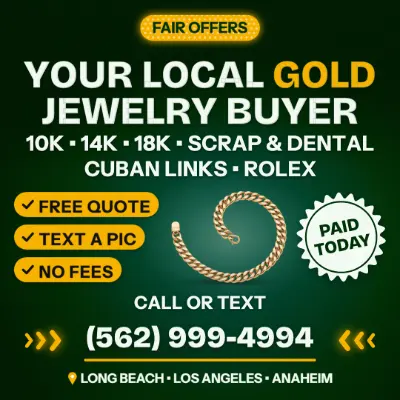 FAIR OFFERS
YOUR LOCAL GOLD
JEWELRY BUYER
10K ▪ 14K ▪ 18K ▪ SCRAP & DENTAL
CUBAN LINKS ▪ ROLEX
FREE QUOTE
TEXT A PIC
NO FEES
PAID
TODAY
CALL OR TEXT
(562) 999-4994
LONG BEACH ▪ LOS ANGELES ▪ ANAHEIM